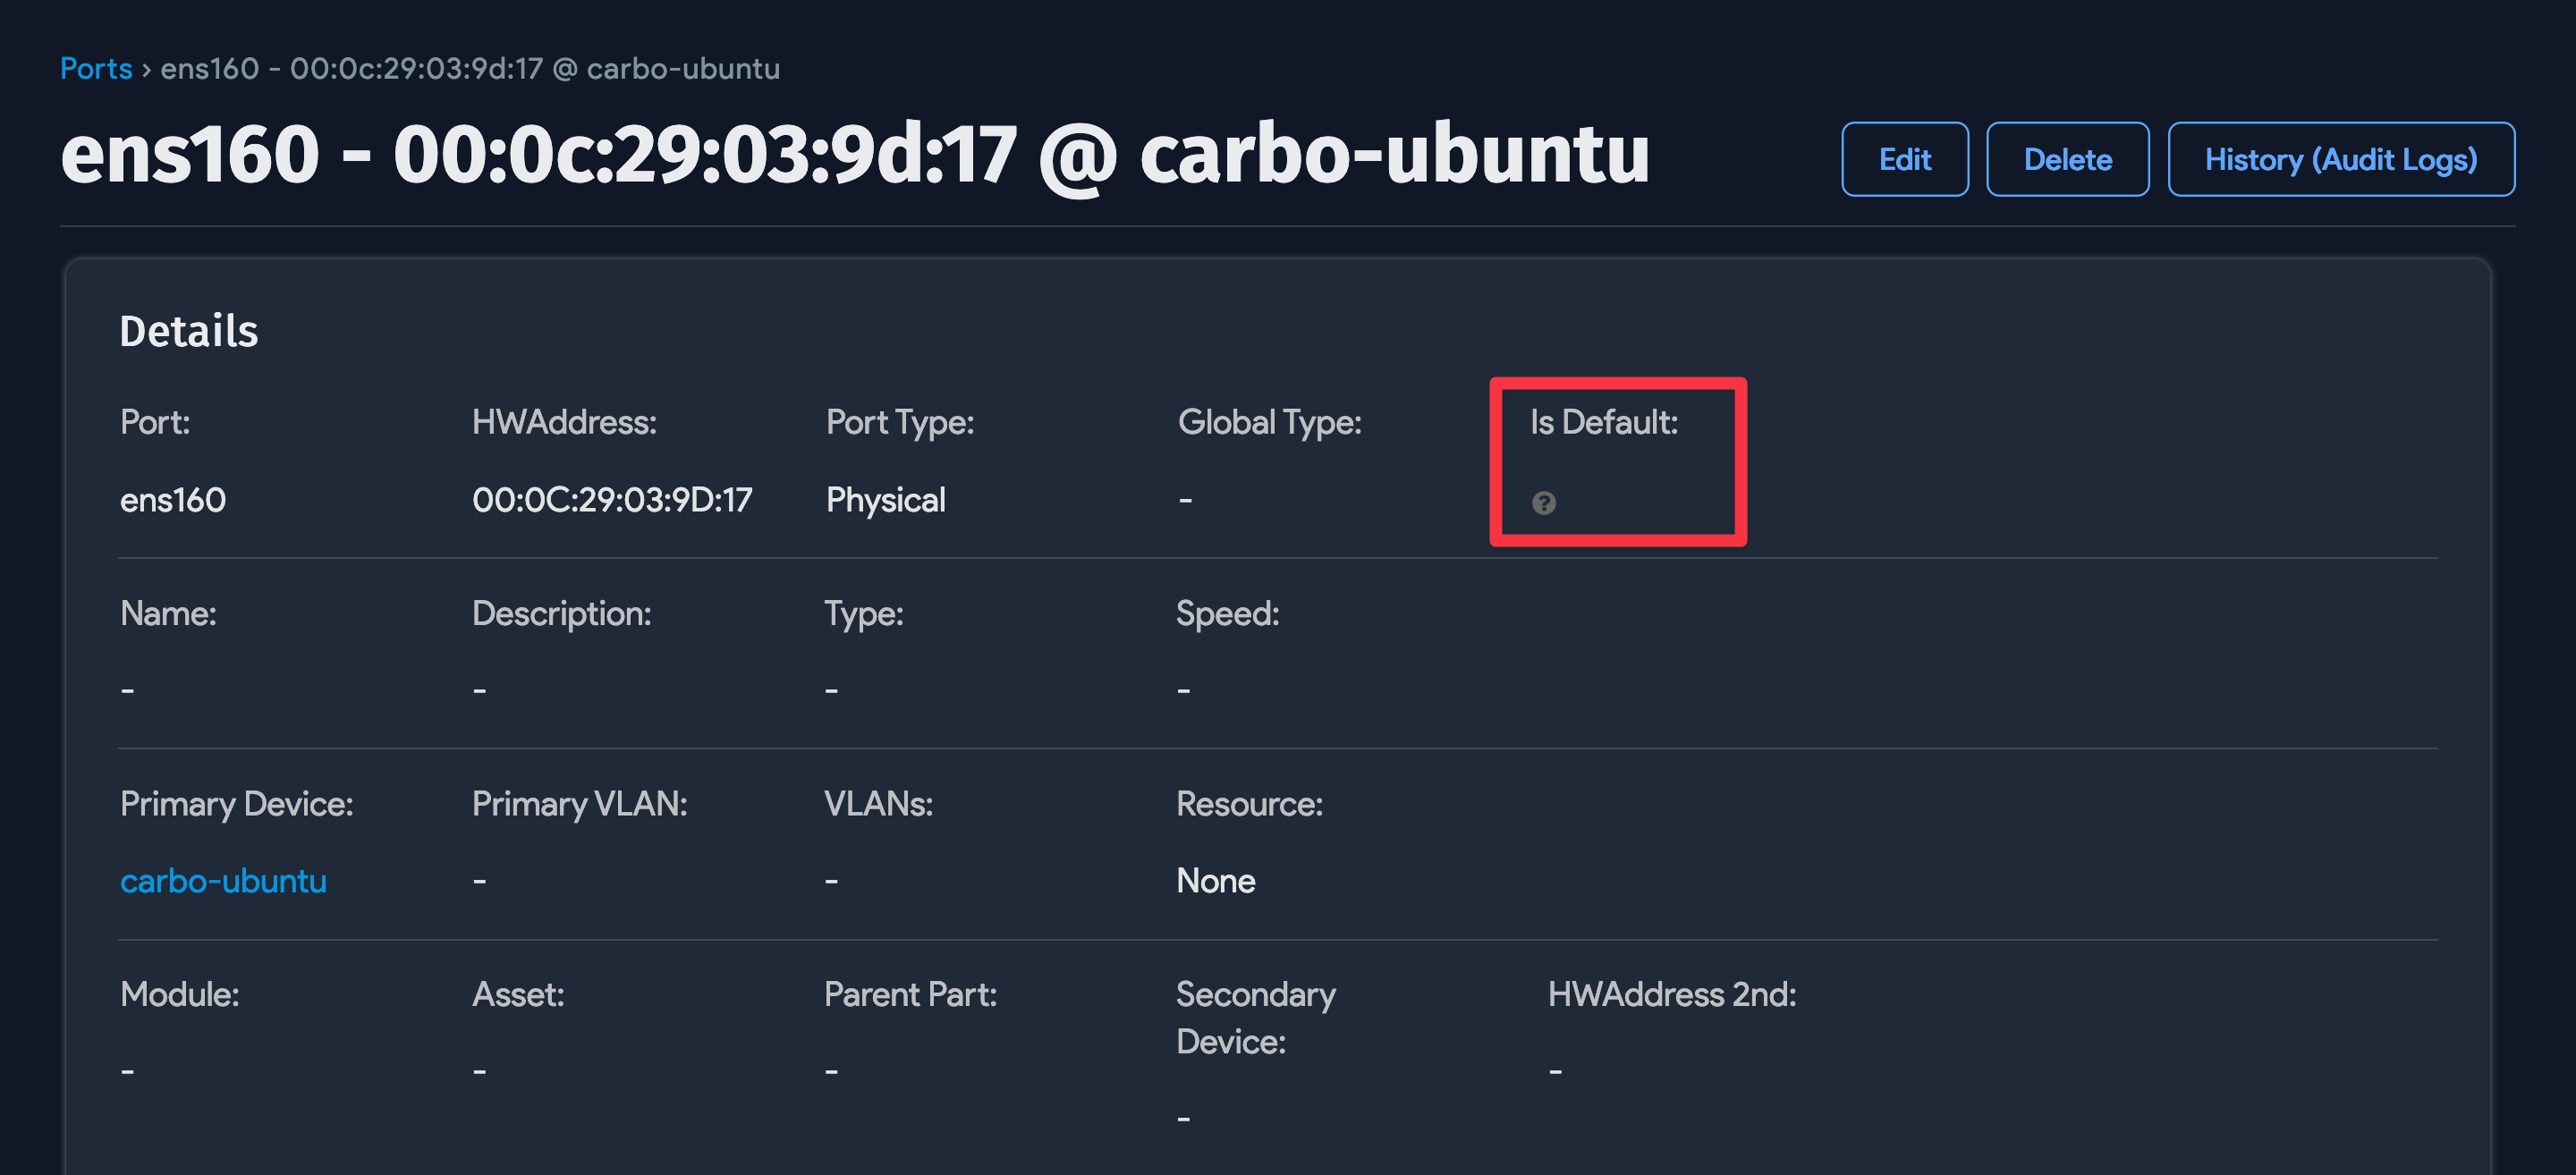 Ports › ens160 - 00:0c:29:03:9d:17 @ carbo-ubuntu
ens160 - 00:0c:29:03:9d:17 @ carbo-ubuntu
Edit
Delete
History (Audit Logs)
Details
Port: HWAddress: Port Type: Global Type: Is Default:
ens160 00:0C:29:03:9D:17 Physical - ?
Name: Description: Type: Speed:
- - - -
Primary Device: Primary VLAN: VLANs: Resource:
carbo-ubuntu - - None
Module: Asset: Parent Part: Secondary Device: HWAddress 2nd:
- - - - -